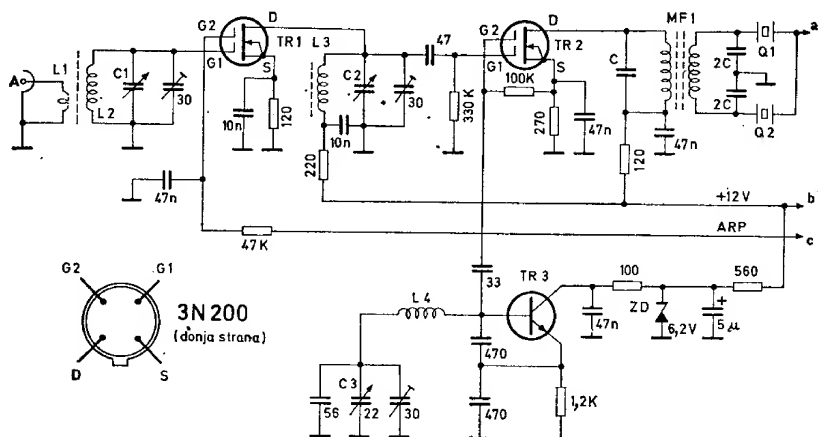 G2
D
TR1
G1
S
L3
47
G2
D
TR2
G1
S
MF1
a
Q1
A
L1
C1
30
L2
C2
30
100K
C
2C
2C
Q2
10n
120
10n
330K
270
47n
47n
220
120
47n
+12V
b
ARP
c
47K
G2
G1
3N200
(donja strana)
D
S
33
TR3
100
560
L4
47n
ZD
6,2V
+
5μ
470
C3
56
22
30
470
1,2K